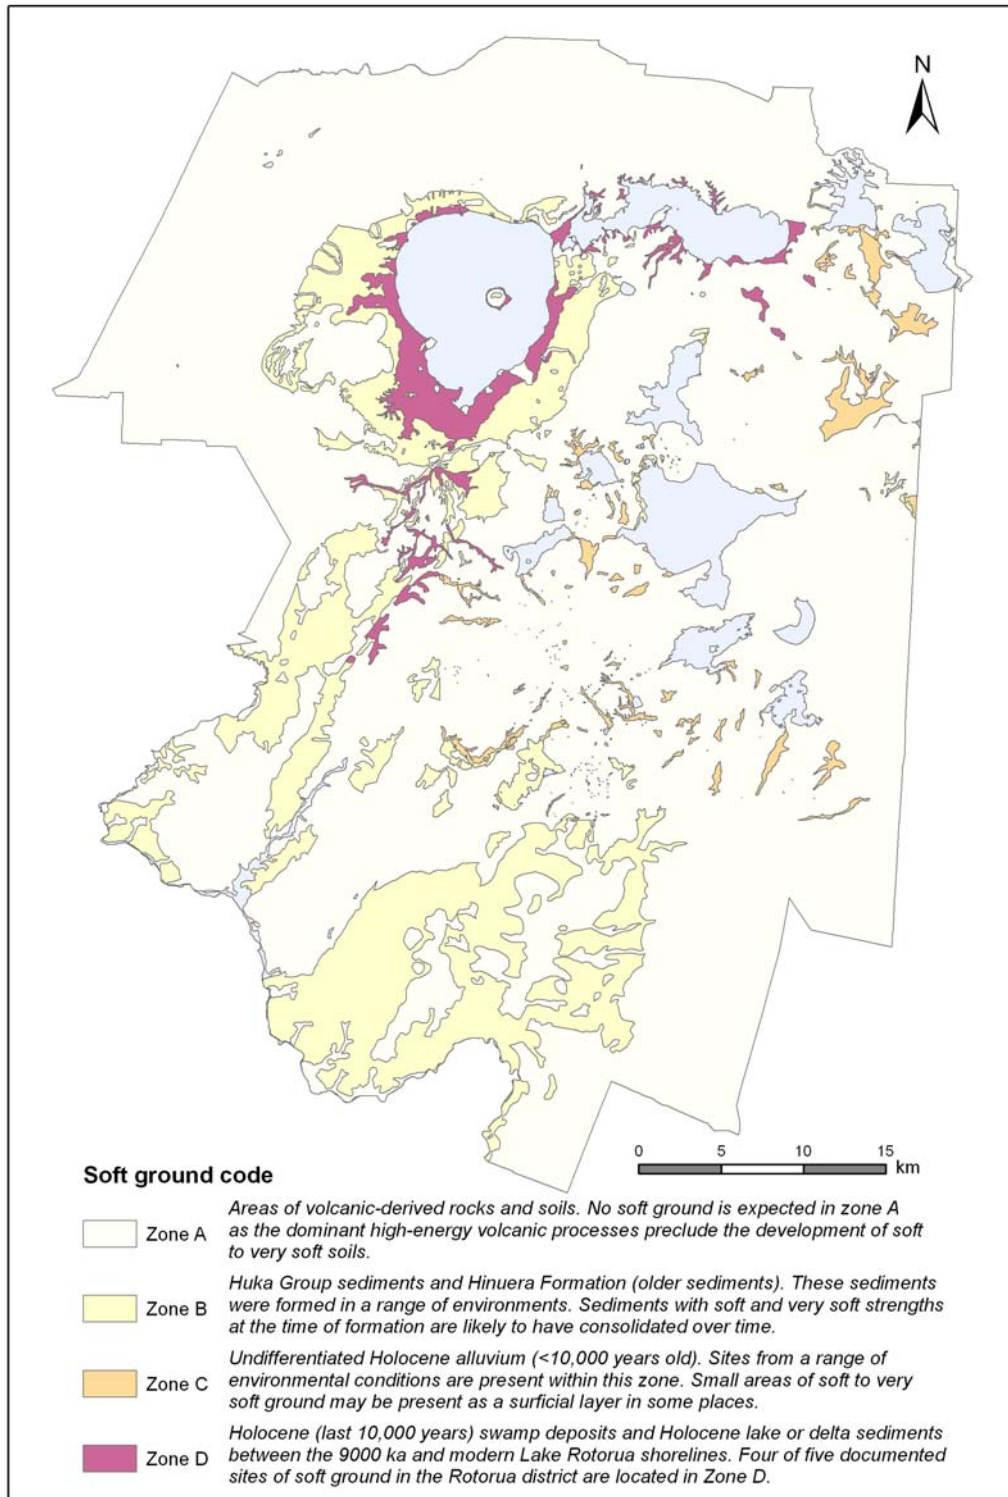 N
0 5 10 15
km
Soft ground code
Zone A
Areas of volcanic-derived rocks and soils. No soft ground is expected in zone A
as the dominant high-energy volcanic processes preclude the development of soft
to very soft soils.
Zone B
Huka Group sediments and Hinuera Formation (older sediments). These sediments
were formed in a range of environments. Sediments with soft and very soft strengths
at the time of formation are likely to have consolidated over time.
Zone C
Undifferentiated Holocene alluvium (<10,000 years old). Sites from a range of
environmental conditions are present within this zone. Small areas of soft to very
soft ground may be present as a surficial layer in some places.
Zone D
Holocene (last 10,000 years) swamp deposits and Holocene lake or delta sediments
between the 9000 ka and modern Lake Rotorua shorelines. Four of five documented
sites of soft ground in the Rotorua district are located in Zone D.